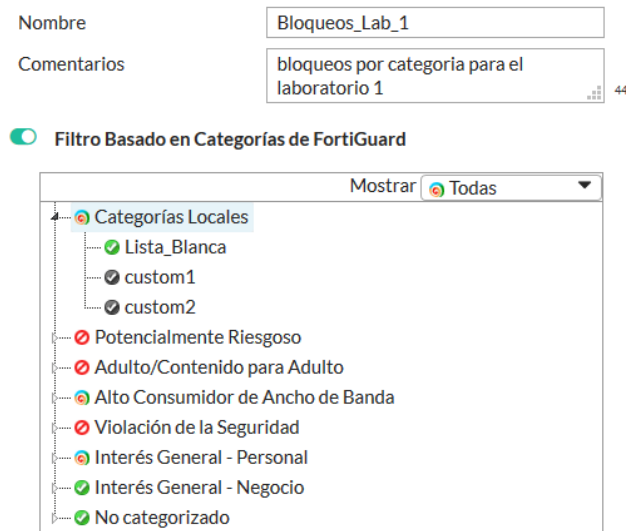 Nombre Bloqueos_Lab_1
Comentarios bloqueos por categoria para el
laboratorio 1
44
Filtro Basado en Categorías de FortiGuard
Mostrar Todas
Categorías Locales
Lista_Blanca
custom1
custom2
Potencialmente Riesgoso
Adulto/Contenido para Adulto
Alto Consumidor de Ancho de Banda
Violación de la Seguridad
Interés General - Personal
Interés General - Negocio
No categorizado